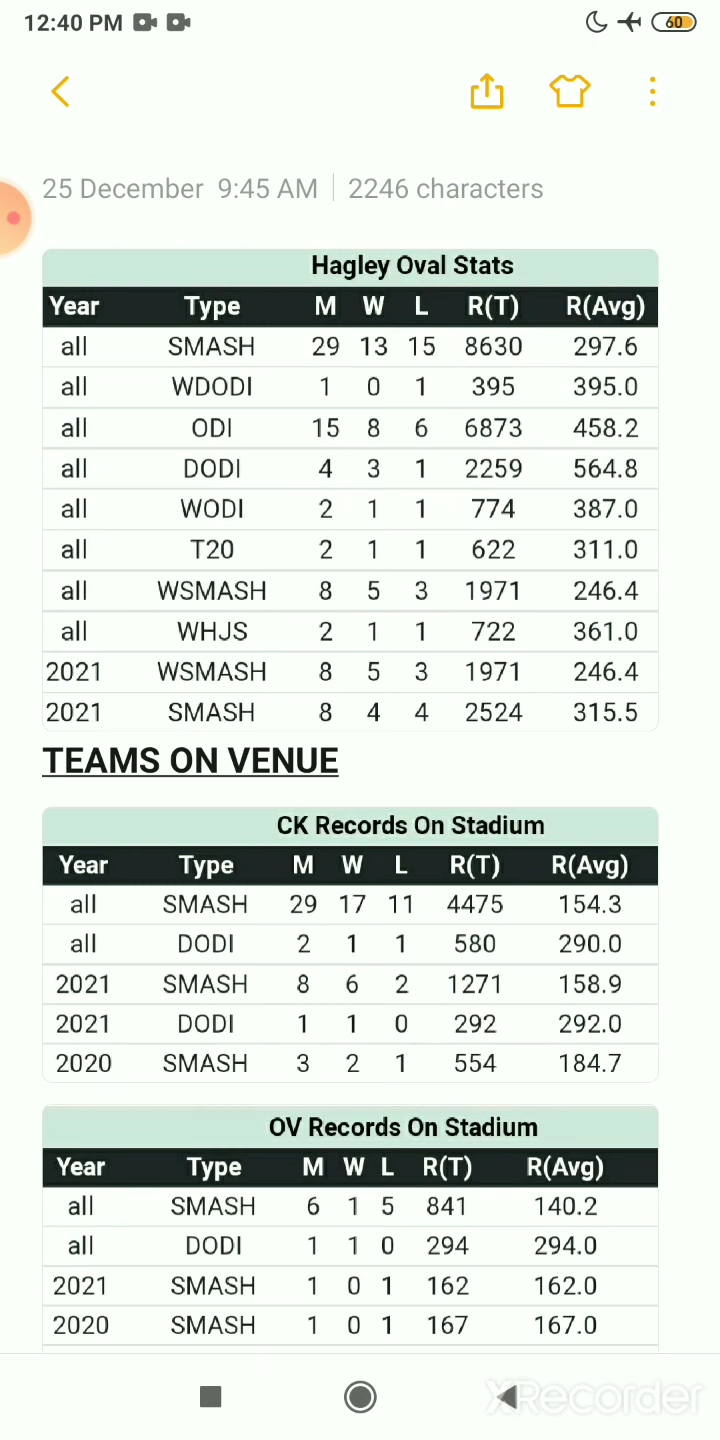 12:40 PM 60
25 December 9:45 AM | 2246 characters
Hagley Oval Stats
Year Type M W L R(T) R(Avg)
all SMASH 29 13 15 8630 297.6
all WDODI 1 0 1 395 395.0
all ODI 15 8 6 6873 458.2
all DODI 4 3 1 2259 564.8
all WODI 2 1 1 774 387.0
all T20 2 1 1 622 311.0
all WSMASH 8 5 3 1971 246.4
all WHJS 2 1 1 722 361.0
2021 WSMASH 8 5 3 1971 246.4
2021 SMASH 8 4 4 2524 315.5
TEAMS ON VENUE
CK Records On Stadium
Year Type M W L R(T) R(Avg)
all SMASH 29 17 11 4475 154.3
all DODI 2 1 1 580 290.0
2021 SMASH 8 6 2 1271 158.9
2021 DODI 1 1 0 292 292.0
2020 SMASH 3 2 1 554 184.7
OV Records On Stadium
Year Type M W L R(T) R(Avg)
all SMASH 6 1 5 841 140.2
all DODI 1 1 0 294 294.0
2021 SMASH 1 0 1 162 162.0
2020 SMASH 1 0 1 167 167.0
XRecorder